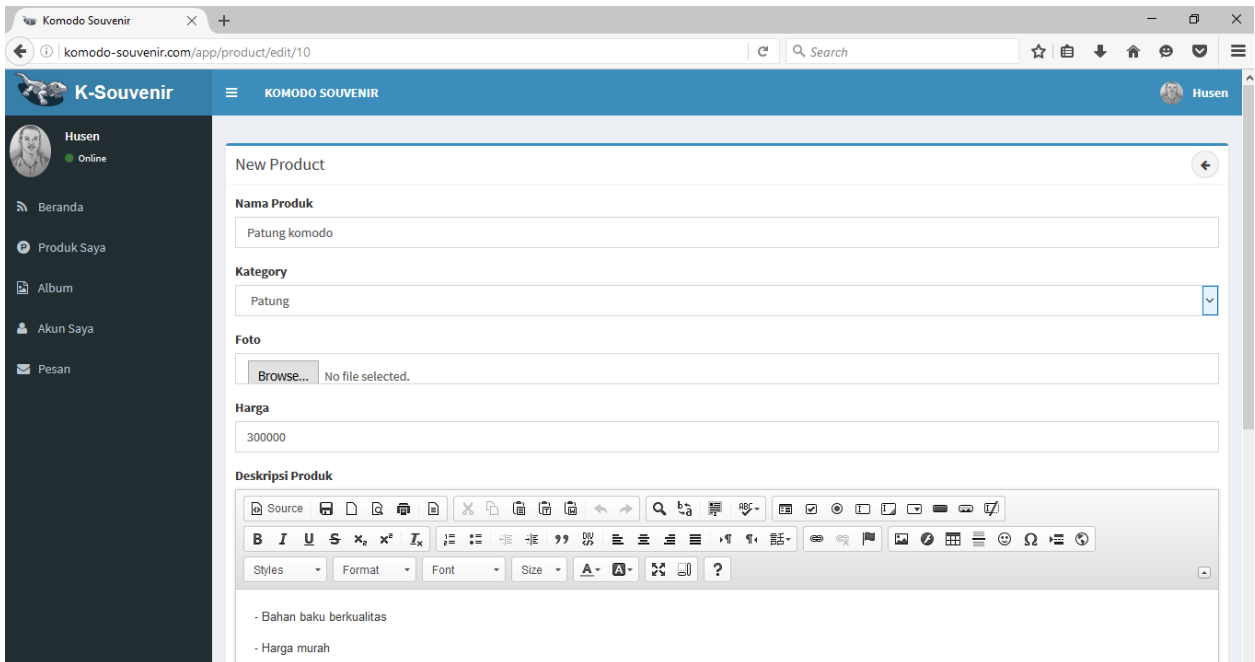 Komodo Souvenir
komodo-souvenir.com/app/product/edit/10
Search
K-Souvenir
KOMODO SOUVENIR
Husen
Husen
Online
Beranda
Produk Saya
Album
Akun Saya
Pesan
New Product
Nama Produk
Patung komodo
Kategory
Patung
Foto
Browse... No file selected.
Harga
300000
Deskripsi Produk
Source
Styles Format Font Size
- Bahan baku berkualitas
- Harga murah